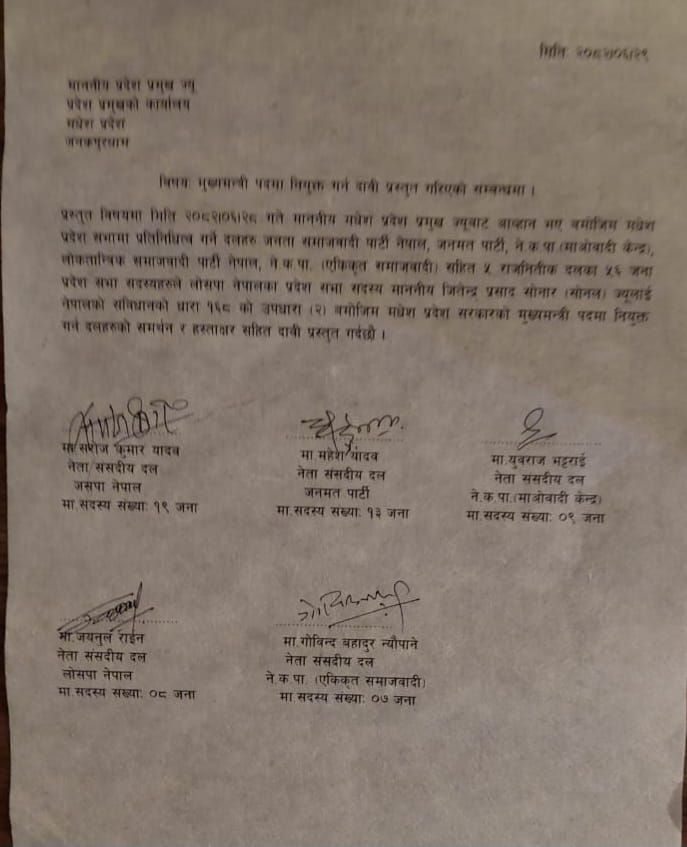 मिति: २०८२।०६।२९
माननीय प्रदेश प्रमुख ज्यू
प्रदेश प्रमुखको कार्यालय
मधेश प्रदेश
जनकपुरधाम
विषयः मुख्यमन्त्री पदमा नियुक्त गर्न दावी प्रस्तुत गरिएको सम्बन्धमा ।
प्रस्तुत विषयमा मिति २०८२।०६।२८ गते माननीय मधेश प्रदेश प्रमुख ज्यूबाट आव्हान भए बमोजिम मधेश
प्रदेश सभामा प्रतिनिधित्व गर्ने दलहरु जनता समाजवादी पार्टी नेपाल, जनमत पार्टी, ने.क.पा.(माओवादी केन्द्र),
लोकतान्त्रिक समाजवादी पार्टी नेपाल, ने.क.पा. (एकिकृत समाजवादी) सहित ५ राजनितीक दलका ५६ जना
प्रदेश सभा सदस्यहरुले लोसपा नेपालका प्रदेश सभा सदस्य माननीय जितेन्द्र प्रसाद सोनार (सोनल) ज्यूलाई
नेपालको संविधानको धारा १६८ को उपधारा (२) बमोजिम मधेश प्रदेश सरकारको मुख्यमन्त्री पदमा नियुक्त
गर्न दलहरुको समर्थन र हस्ताक्षर सहित दावी प्रस्तुत गर्दछौं ।
मा.सरोज कुमार यादव
नेता संसदीय दल
जसपा नेपाल
मा.सदस्य संख्याः १९ जना
मा.महेश यादव
नेता संसदीय दल
जनमत पार्टी
मा.सदस्य संख्याः १३ जना
मा.युवराज भट्टराई
नेता संसदीय दल
ने.क.पा.(माओवादी केन्द्र)
मा.सदस्य संख्याः ०९ जना
मा.जयनुल राईन
नेता संसदीय दल
लोसपा नेपाल
मा.सदस्य संख्याः ०८ जना
मा.गोविन्द बहादुर न्यौपाने
नेता संसदीय दल
ने.क.पा. (एकिकृत समाजवादी)
मा.सदस्य संख्याः ०७ जना